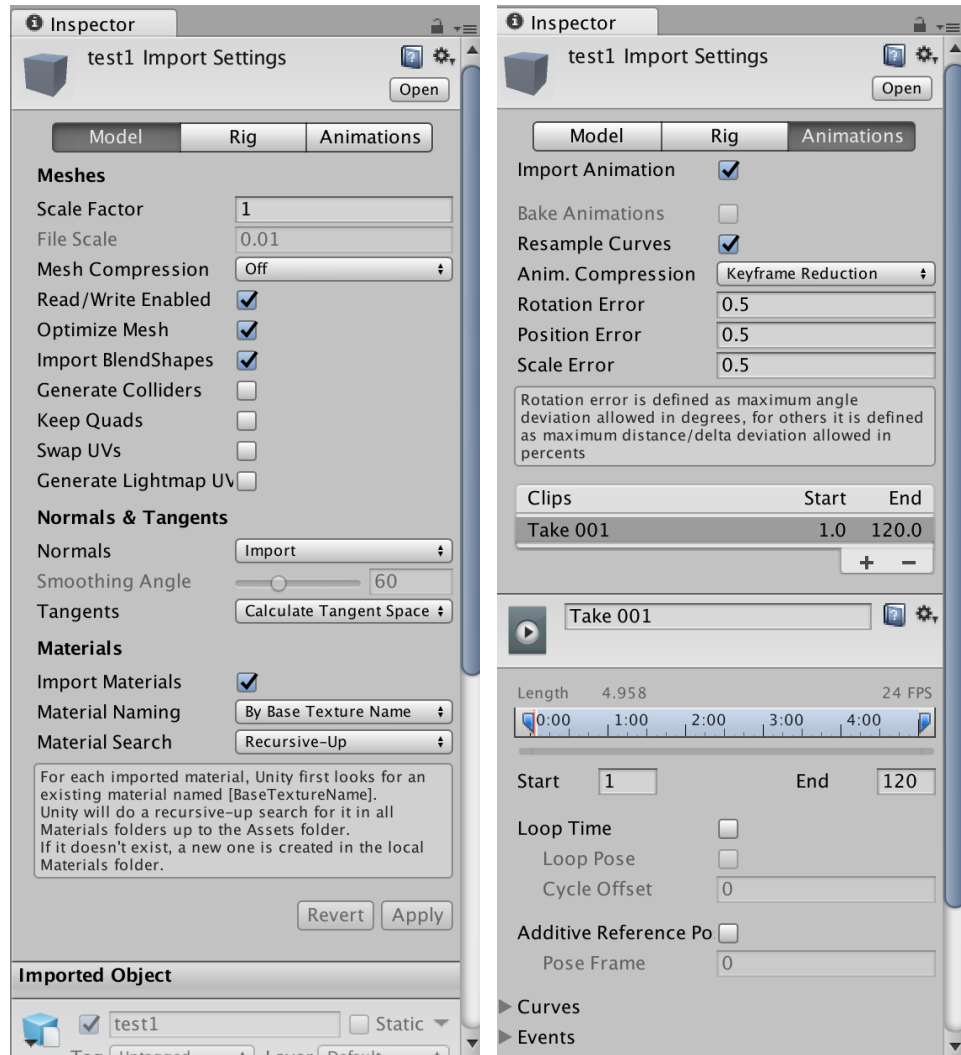 Inspector
test1 Import Settings
Open
Model Rig Animations
Meshes
Scale Factor 1
File Scale 0.01
Mesh Compression Off
Read/Write Enabled
Optimize Mesh
Import BlendShapes
Generate Colliders
Keep Quads
Swap UVs
Generate Lightmap UV
Normals & Tangents
Normals Import
Smoothing Angle 60
Tangents Calculate Tangent Space
Materials
Import Materials
Material Naming By Base Texture Name
Material Search Recursive-Up
For each imported material, Unity first looks for an
existing material named [BaseTextureName].
Unity will do a recursive-up search for it in all
Materials folders up to the Assets folder.
If it doesn't exist, a new one is created in the local
Materials folder.
Revert Apply
Imported Object
test1 Static
Tag Untagged Layer Default
Inspector
test1 Import Settings
Open
Model Rig Animations
Import Animation
Bake Animations
Resample Curves
Anim. Compression Keyframe Reduction
Rotation Error 0.5
Position Error 0.5
Scale Error 0.5
Rotation error is defined as maximum angle
deviation allowed in degrees, for others it is defined
as maximum distance/delta deviation allowed in
percents
Clips Start End
Take 001 1.0 120.0
+ −
Take 001
Length 4.958 24 FPS
0:00 1:00 2:00 3:00 4:00
Start 1 End 120
Loop Time
Loop Pose
Cycle Offset 0
Additive Reference Po
Pose Frame 0
Curves
Events